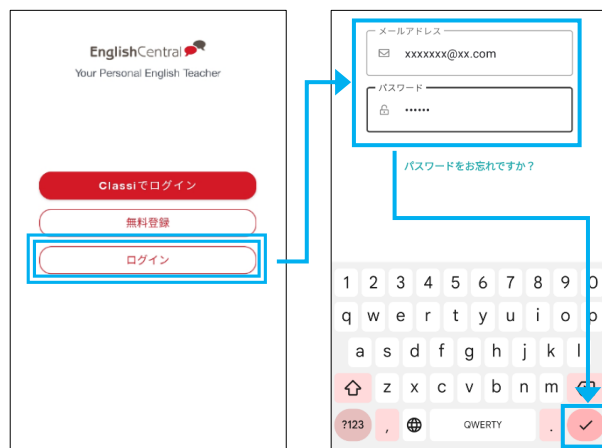 EnglishCentral
Your Personal English Teacher
Classiでログイン
無料登録
ログイン
メールアドレス
xxxxxxx@xx.com
パスワード
••••••
パスワードをお忘れですか？
1 2 3 4 5 6 7 8 9 0
q w e r t y u i o p
a s d f g h j k l
z x c v b n m
?123 , QWERTY .